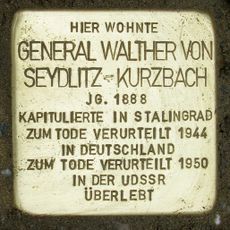 HIER WOHNTE
GENERAL WALTHER VON
SEYDLITZ-KURZBACH
JG. 1888
KAPITULIERTE IN STALINGRAD
ZUM TODE VERURTEILT 1944
IN DEUTSCHLAND
ZUM TODE VERURTEILT 1950
IN DER UDSSR
ÜBERLEBT